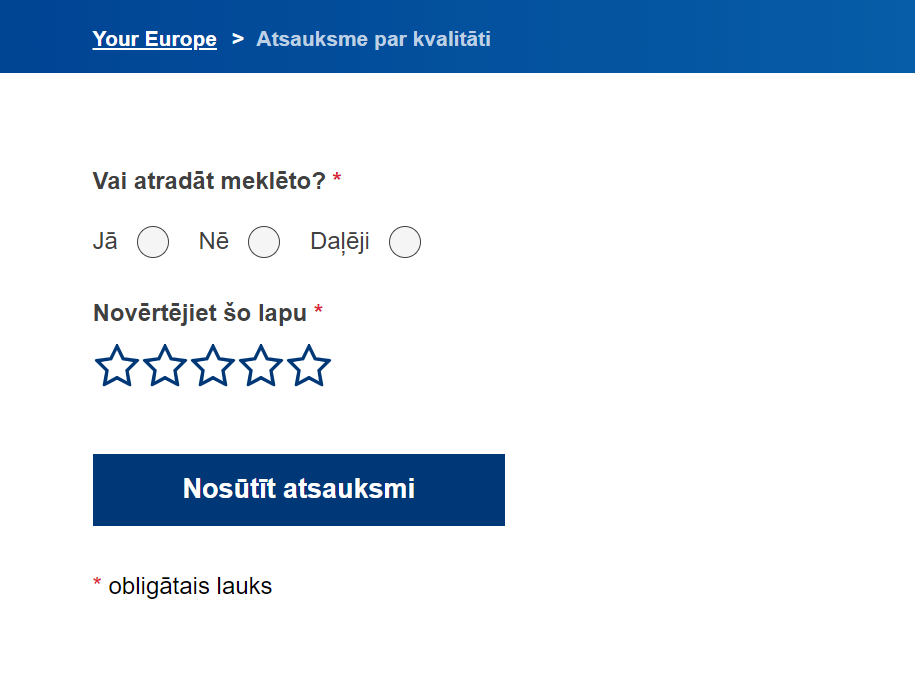 Your Europe > Atsauksme par kvalitāti
Vai atradāt meklēto? *
Jā Nē Daļēji
Novērtējiet šo lapu *
Nosūtīt atsauksmi
* obligātais lauks